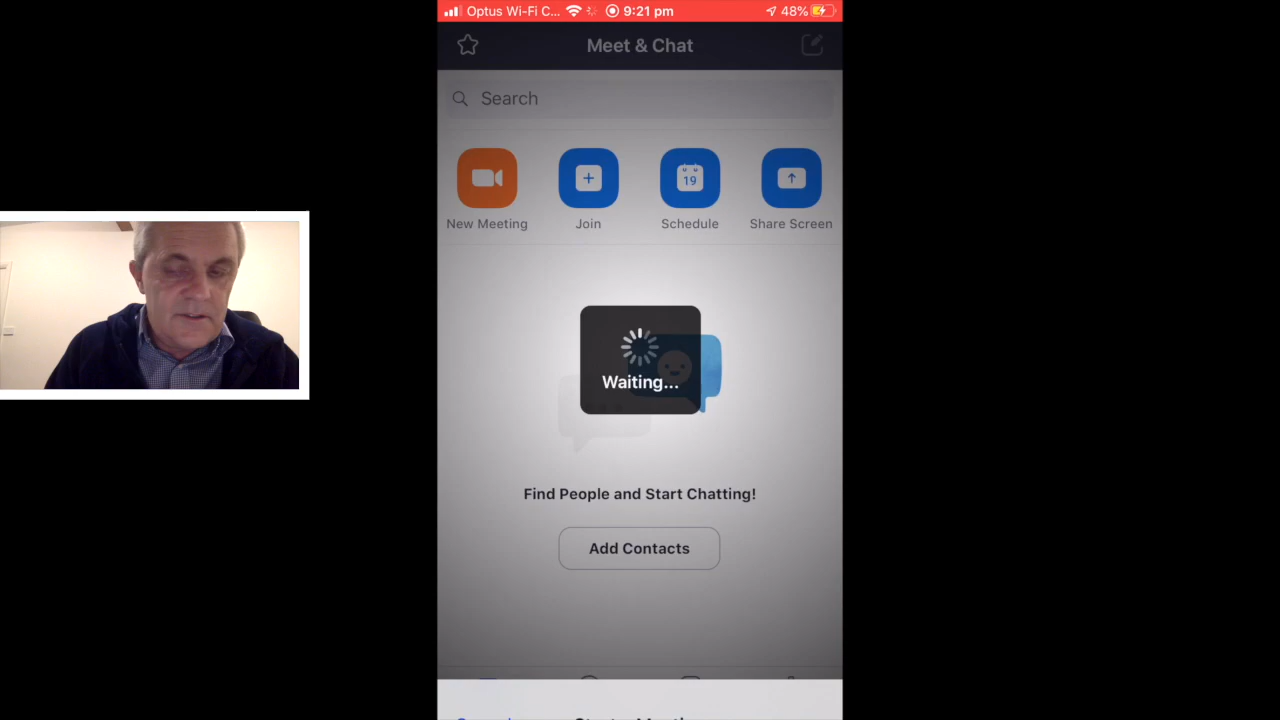 Optus Wi-Fi C... 9:21 pm 48%
Meet & Chat
Search
19
New Meeting Join Schedule Share Screen
Waiting...
Find People and Start Chatting!
Add Contacts